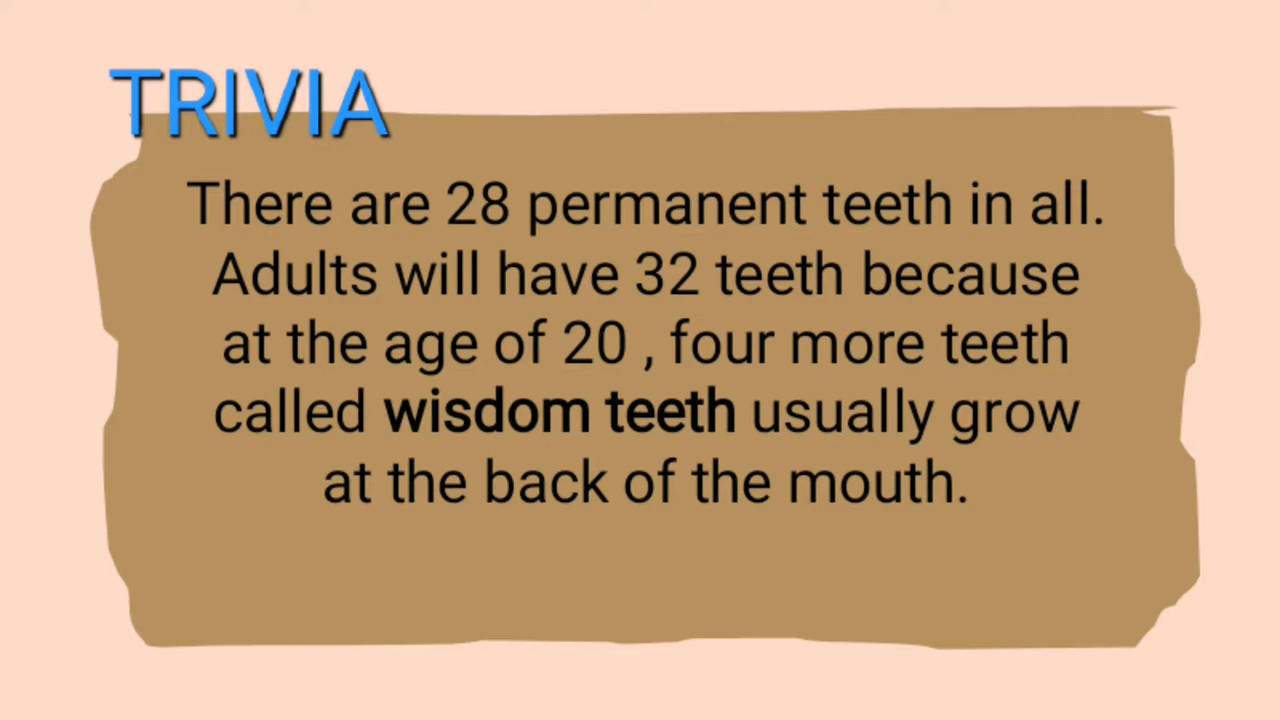 TRIVIA
There are 28 permanent teeth in all.
Adults will have 32 teeth because
at the age of 20 , four more teeth
called wisdom teeth usually grow
at the back of the mouth.